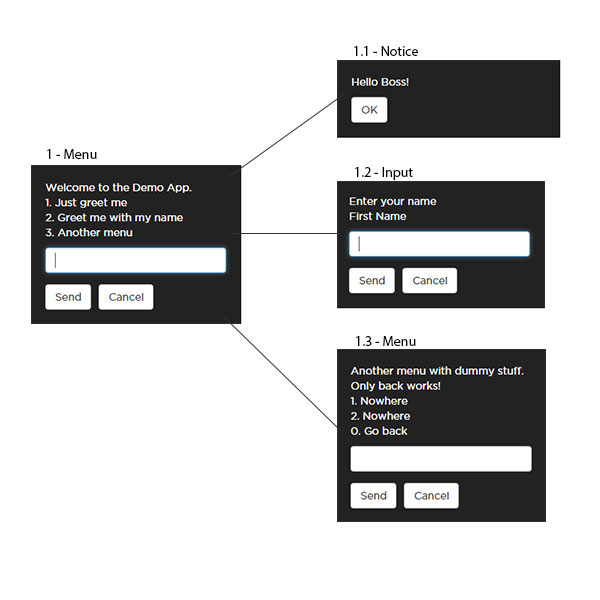 1 - Menu
Welcome to the Demo App.
1. Just greet me
2. Greet me with my name
3. Another menu
Send
Cancel
1.1 - Notice
Hello Boss!
OK
1.2 - Input
Enter your name
First Name
Send
Cancel
1.3 - Menu
Another menu with dummy stuff.
Only back works!
1. Nowhere
2. Nowhere
0. Go back
Send
Cancel